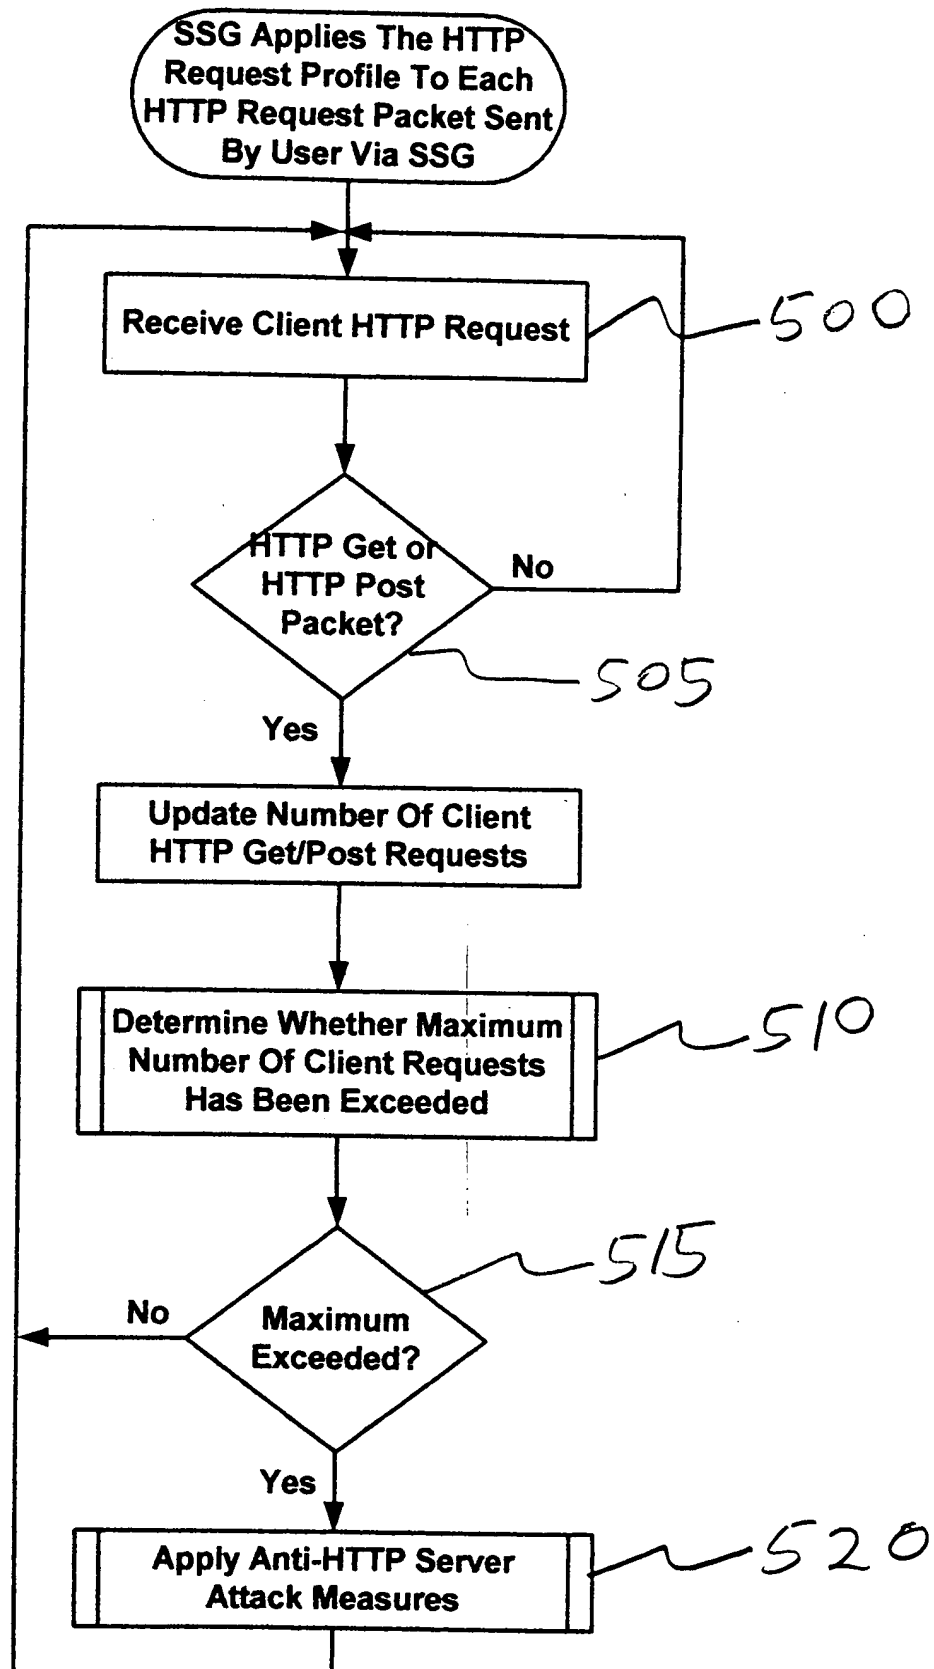 SSG Applies The HTTP
Request Profile To Each
HTTP Request Packet Sent
By User Via SSG
Receive Client HTTP Request
500
HTTP Get or
HTTP Post
Packet?
No
505
Yes
Update Number Of Client
HTTP Get/Post Requests
Determine Whether Maximum
Number Of Client Requests
Has Been Exceeded
510
515
No
Maximum
Exceeded?
Yes
Apply Anti-HTTP Server
Attack Measures
520